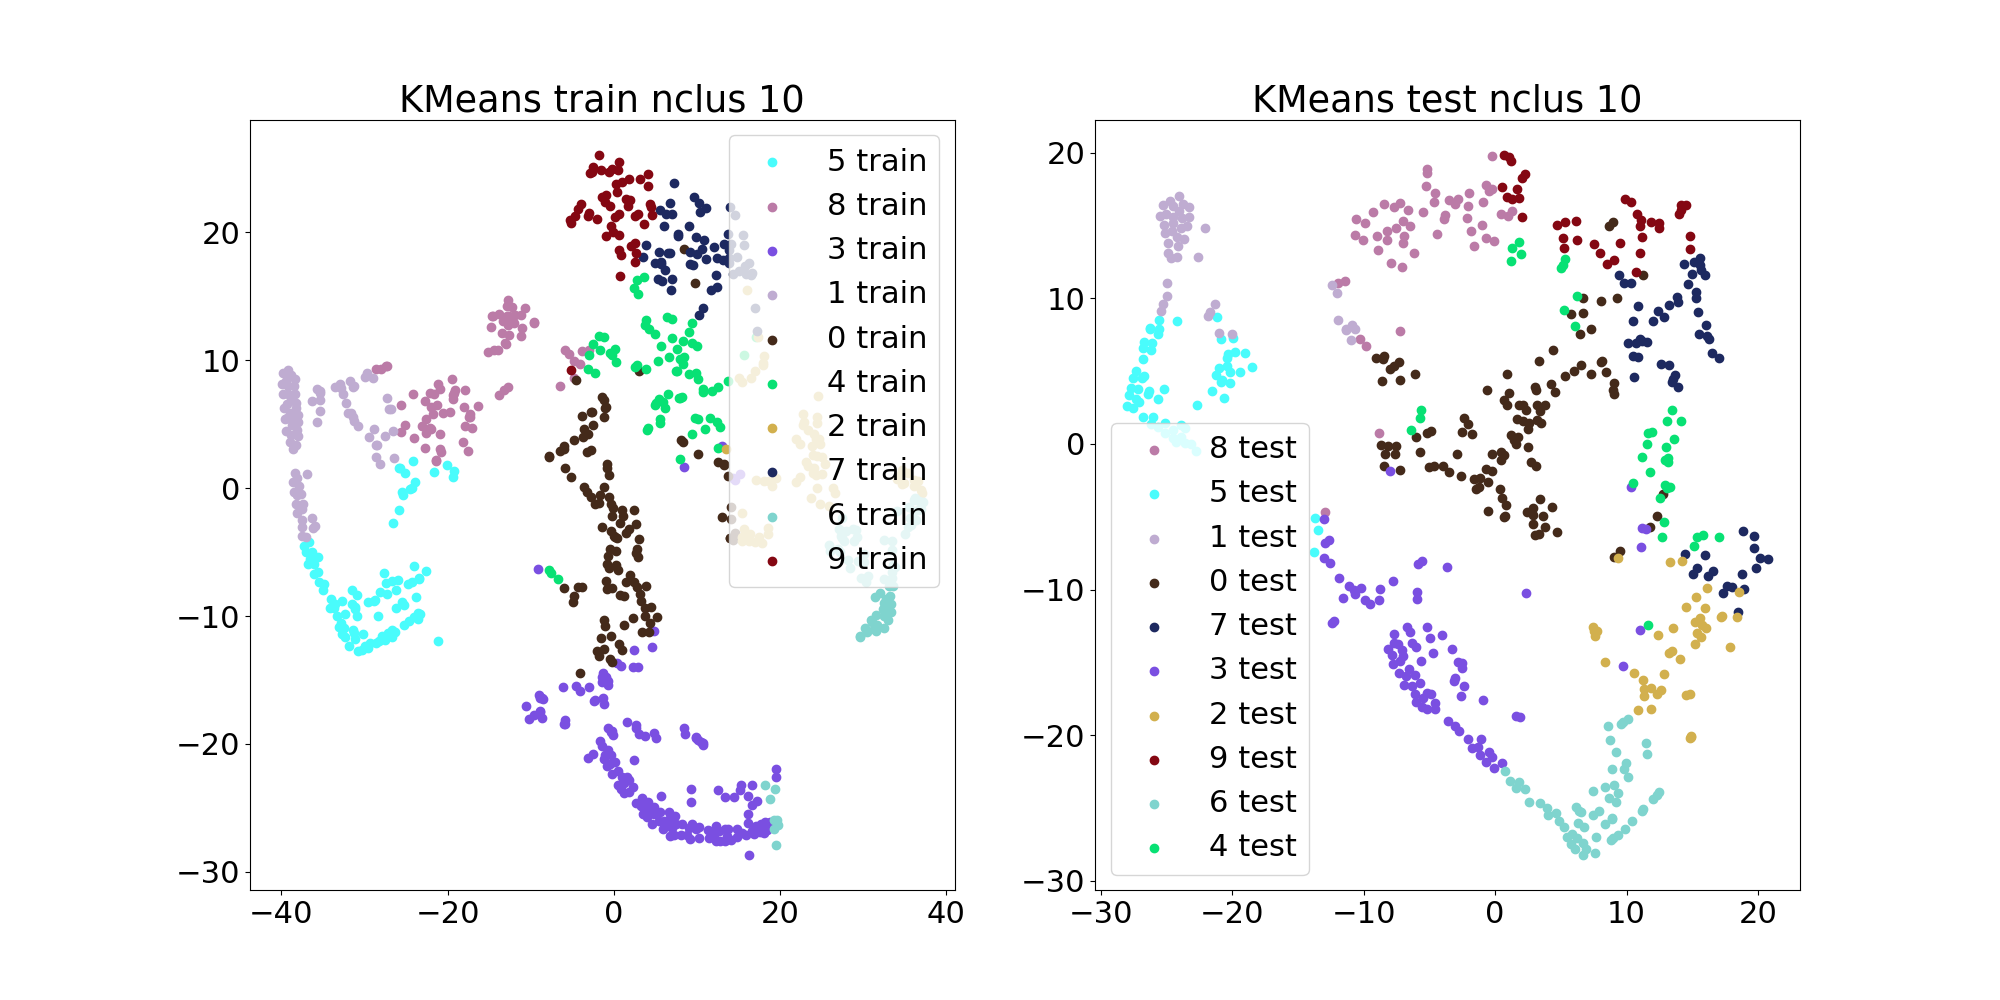 KMeans train nclus 10
20
10
0
−10
−20
−30
−40
−20
0
20
40
5 train
8 train
3 train
1 train
0 train
4 train
2 train
7 train
6 train
9 train
KMeans test nclus 10
20
10
0
−10
−20
−30
−30
−20
−10
0
10
20
8 test
5 test
1 test
0 test
7 test
3 test
2 test
9 test
6 test
4 test